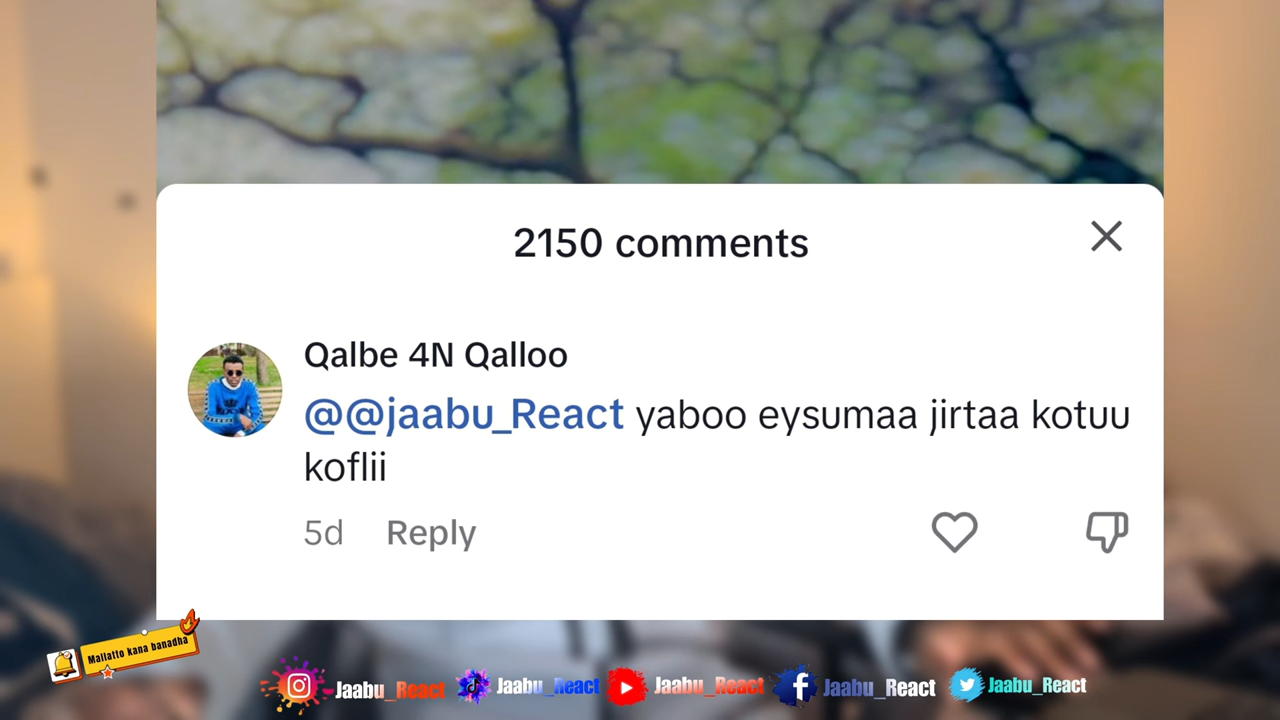 2150 comments
Qalbe 4N Qalloo
@@jaabu_React yaboo eysumaa jirtaa kotuu
koflii
5d Reply
Mallatto kana banadha
Jaabu_React Jaabu_React Jaabu_React Jaabu_React Jaabu_React